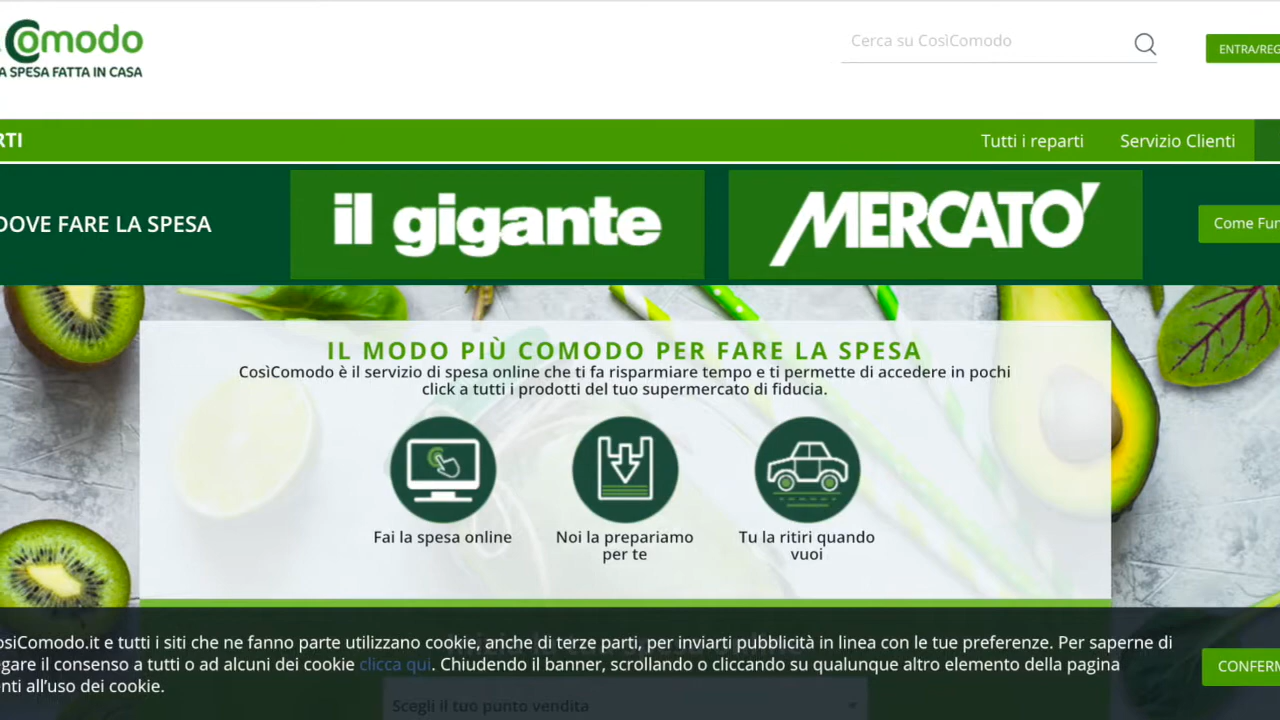 Comodo
A SPESA FATTA IN CASA
Cerca su CosìComodo
ENTRA/REG
RTI
Tutti i reparti
Servizio Clienti
DOVE FARE LA SPESA
il gigante
MERCATO'
Come Fun
IL MODO PIÙ COMODO PER FARE LA SPESA
CosìComodo è il servizio di spesa online che ti fa risparmiare tempo e ti permette di accedere in pochi
click a tutti i prodotti del tuo supermercato di fiducia.
Fai la spesa online
Noi la prepariamo
per te
Tu la ritiri quando
vuoi
osiComodo.it e tutti i siti che ne fanno parte utilizzano cookie, anche di terze parti, per inviarti pubblicità in linea con le tue preferenze. Per saperne di
egare il consenso a tutti o ad alcuni dei cookie clicca qui. Chiudendo il banner, scrollando o cliccando su qualunque altro elemento della pagina
nti all'uso dei cookie.
CONFERM
Scegli il tuo punto vendita